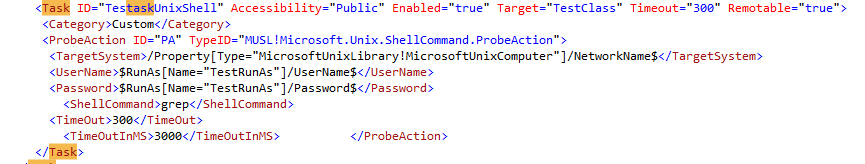 <Task ID="TestaskUnixShell" Accessibility="Public" Enabled="true" Target="TestClass" Timeout="300" Remotable="true">
<Category>Custom</Category>
<ProbeAction ID="PA" TypeID="MUSL!Microsoft.Unix.ShellCommand.ProbeAction">
<TargetSystem>/Property[Type="MicrosoftUnixLibrary!MicrosoftUnixComputer"]/NetworkName$</TargetSystem>
<UserName>$RunAs[Name="TestRunAs"]/UserName$</UserName>
<Password>$RunAs[Name="TestRunAs"]/Password$</Password>
<ShellCommand>grep</ShellCommand>
<TimeOut>300</TimeOut>
<TimeOutInMS>3000</TimeOutInMS> </ProbeAction>
</Task>